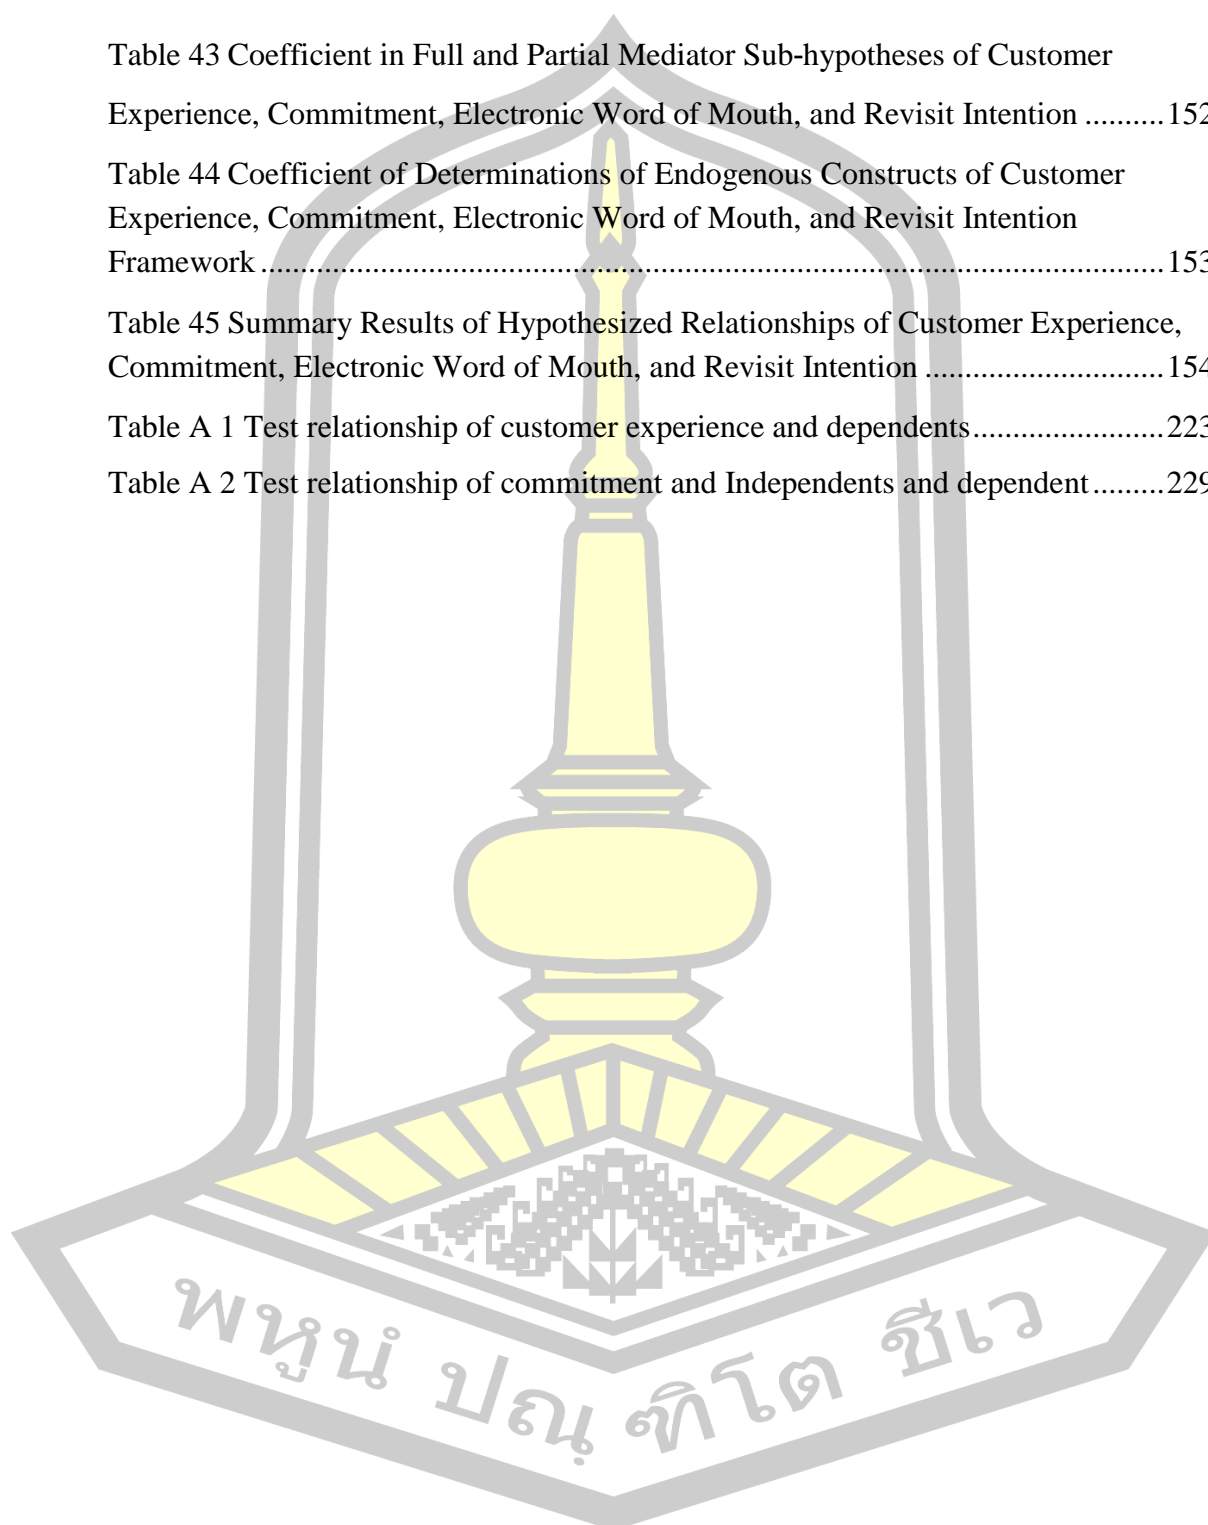 Table 43 Coefficient in Full and Partial Mediator Sub-hypotheses of Customer
Experience, Commitment, Electronic Word of Mouth, and Revisit Intention ..........152
Table 44 Coefficient of Determinations of Endogenous Constructs of Customer
Experience, Commitment, Electronic Word of Mouth, and Revisit Intention
Framework ..................................................................................................153
Table 45 Summary Results of Hypothesized Relationships of Customer Experience,
Commitment, Electronic Word of Mouth, and Revisit Intention ..........................154
Table A 1 Test relationship of customer experience and dependents.....................223
Table A 2 Test relationship of commitment and Independents and dependent.........229
พหูนํ ปณฺฑิโต ชีเว